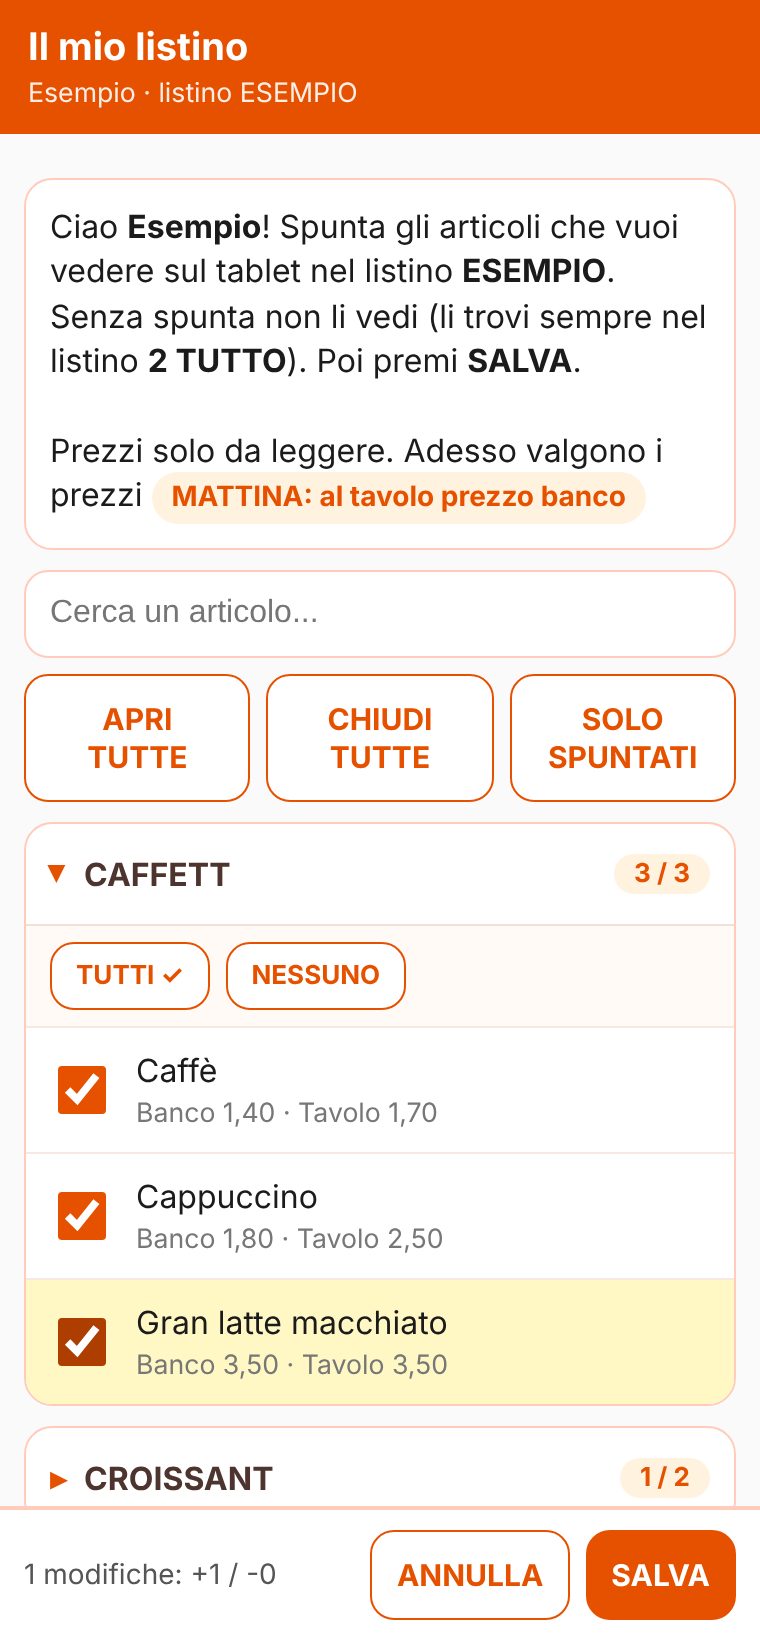 Il mio listino
Esempio · listino ESEMPIO
Ciao Esempio! Spunta gli articoli che vuoi
vedere sul tablet nel listino ESEMPIO.
Senza spunta non li vedi (li trovi sempre nel
listino 2 TUTTO). Poi premi SALVA.
Prezzi solo da leggere. Adesso valgono i
prezzi MATTINA: al tavolo prezzo banco
Cerca un articolo...
APRI TUTTE
CHIUDI TUTTE
SOLO SPUNTATI
▼ CAFFETT 3 / 3
TUTTI ✓ NESSUNO
Caffè
Banco 1,40 · Tavolo 1,70
Cappuccino
Banco 1,80 · Tavolo 2,50
Gran latte macchiato
Banco 3,50 · Tavolo 3,50
► CROISSANT 1 / 2
1 modifiche: +1 / -0 ANNULLA SALVA